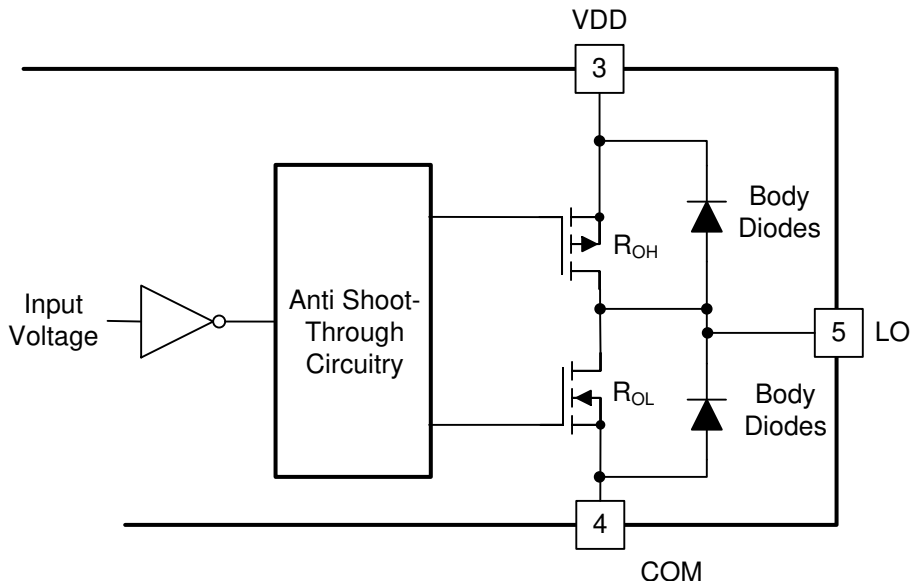 VDD
3
Body
Diodes
R_OH
Input
Voltage
Anti Shoot-
Through
Circuitry
5
LO
R_OL
Body
Diodes
4
COM